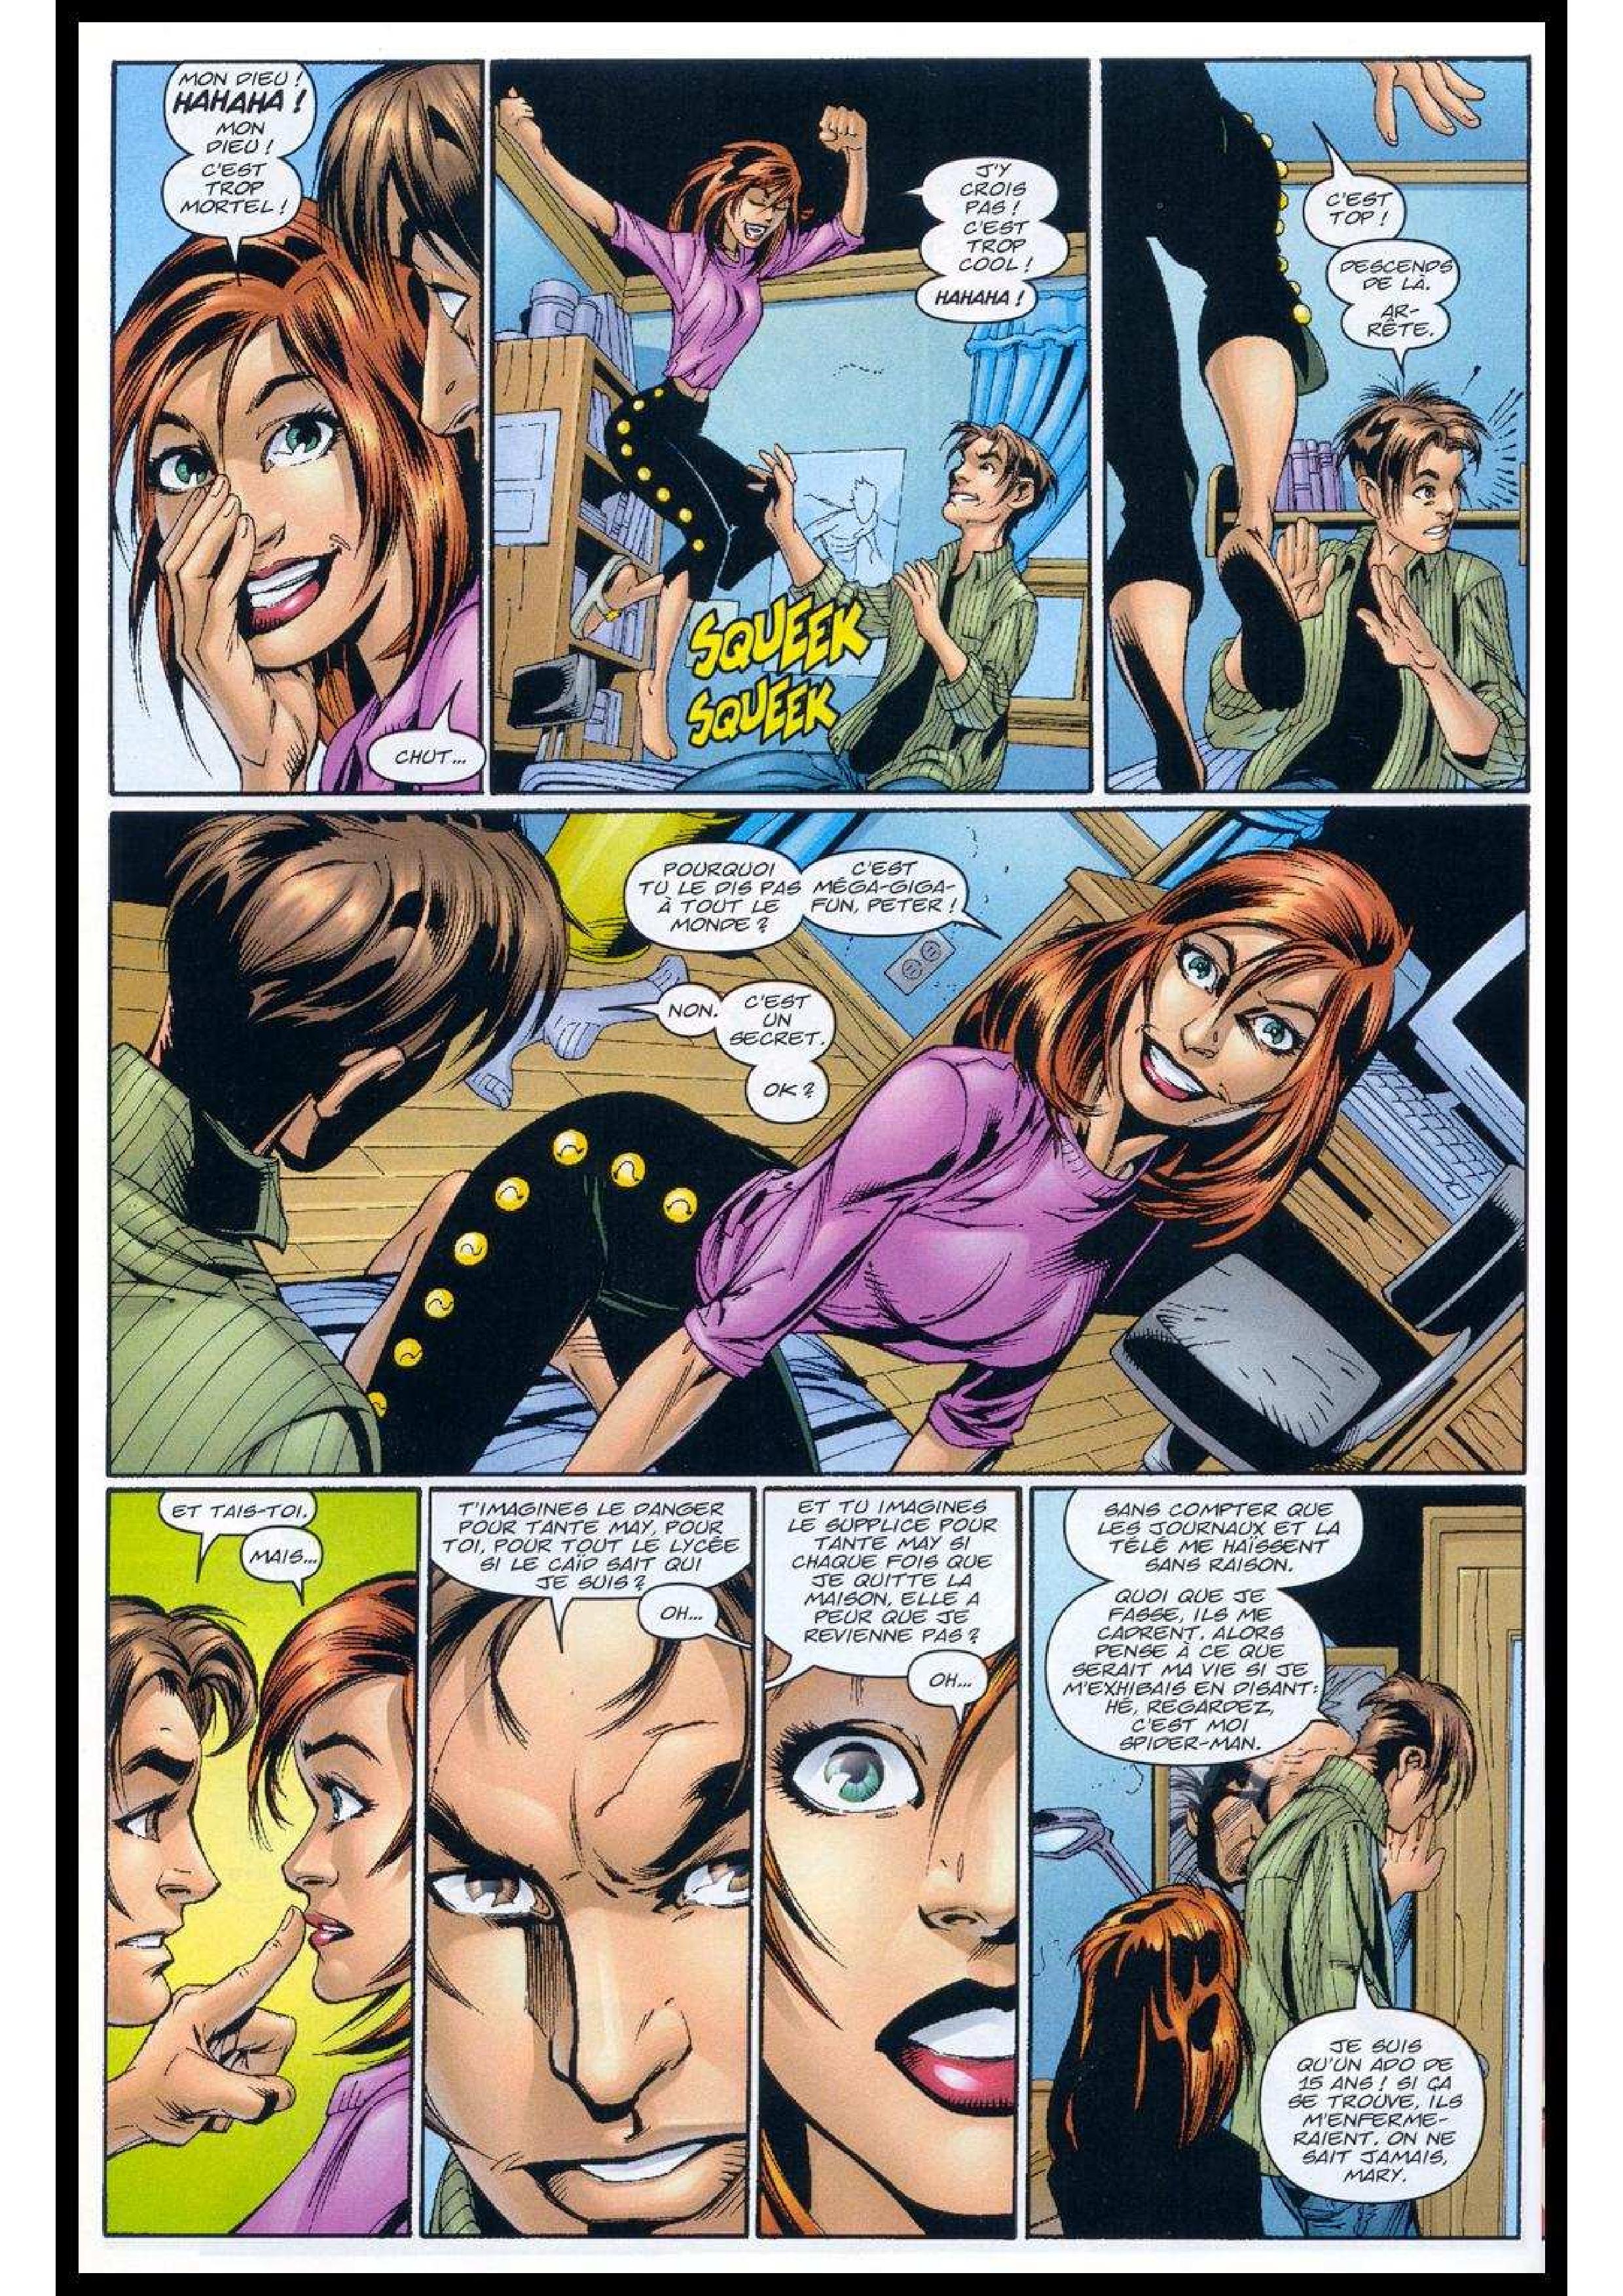 MON DIEU !
HAHAHA !
MON
DIEU !
C'EST
TROP
MORTEL !
CHUT...
J'Y
CROIS
PAS !
C'EST
TROP
COOL !
HAHAHA !
SQUEEK
SQUEEK
C'EST
TOP !
DESCENDS
DE LÀ.
AR-
RÊTE.
POURQUOI
TU LE DIS PAS
À TOUT LE
MONDE ?
C'EST
MÉGA-GIGA-
FUN, PETER !
NON.
C'EST
UN
SECRET.
OK ?
ET TAIS-TOI.
MAIS...
T'IMAGINES LE DANGER
POUR TANTE MAY, POUR
TOI, POUR TOUT LE LYCÉE
SI LE CAÏD SAIT QUI
JE SUIS ?
OH...
ET TU IMAGINES
LE SUPPLICE POUR
TANTE MAY SI
CHAQUE FOIS QUE
JE QUITTE LA
MAISON, ELLE A
PEUR QUE JE
REVIENNE PAS ?
OH...
SANS COMPTER QUE
LES JOURNAUX ET LA
TÉLÉ ME HAÏSSENT
SANS RAISON.
QUOI QUE JE
FASSE, ILS ME
CADRENT. ALORS
PENSE À CE QUE
SERAIT MA VIE SI JE
M'EXHIBAIS EN DISANT:
HÉ, REGARDEZ,
C'EST MOI
SPIDER-MAN.
JE SUIS
QU'UN ADO DE
15 ANS ! SI ÇA
SE TROUVE, ILS
M'ENFERME-
RAIENT. ON NE
SAIT JAMAIS,
MARY.